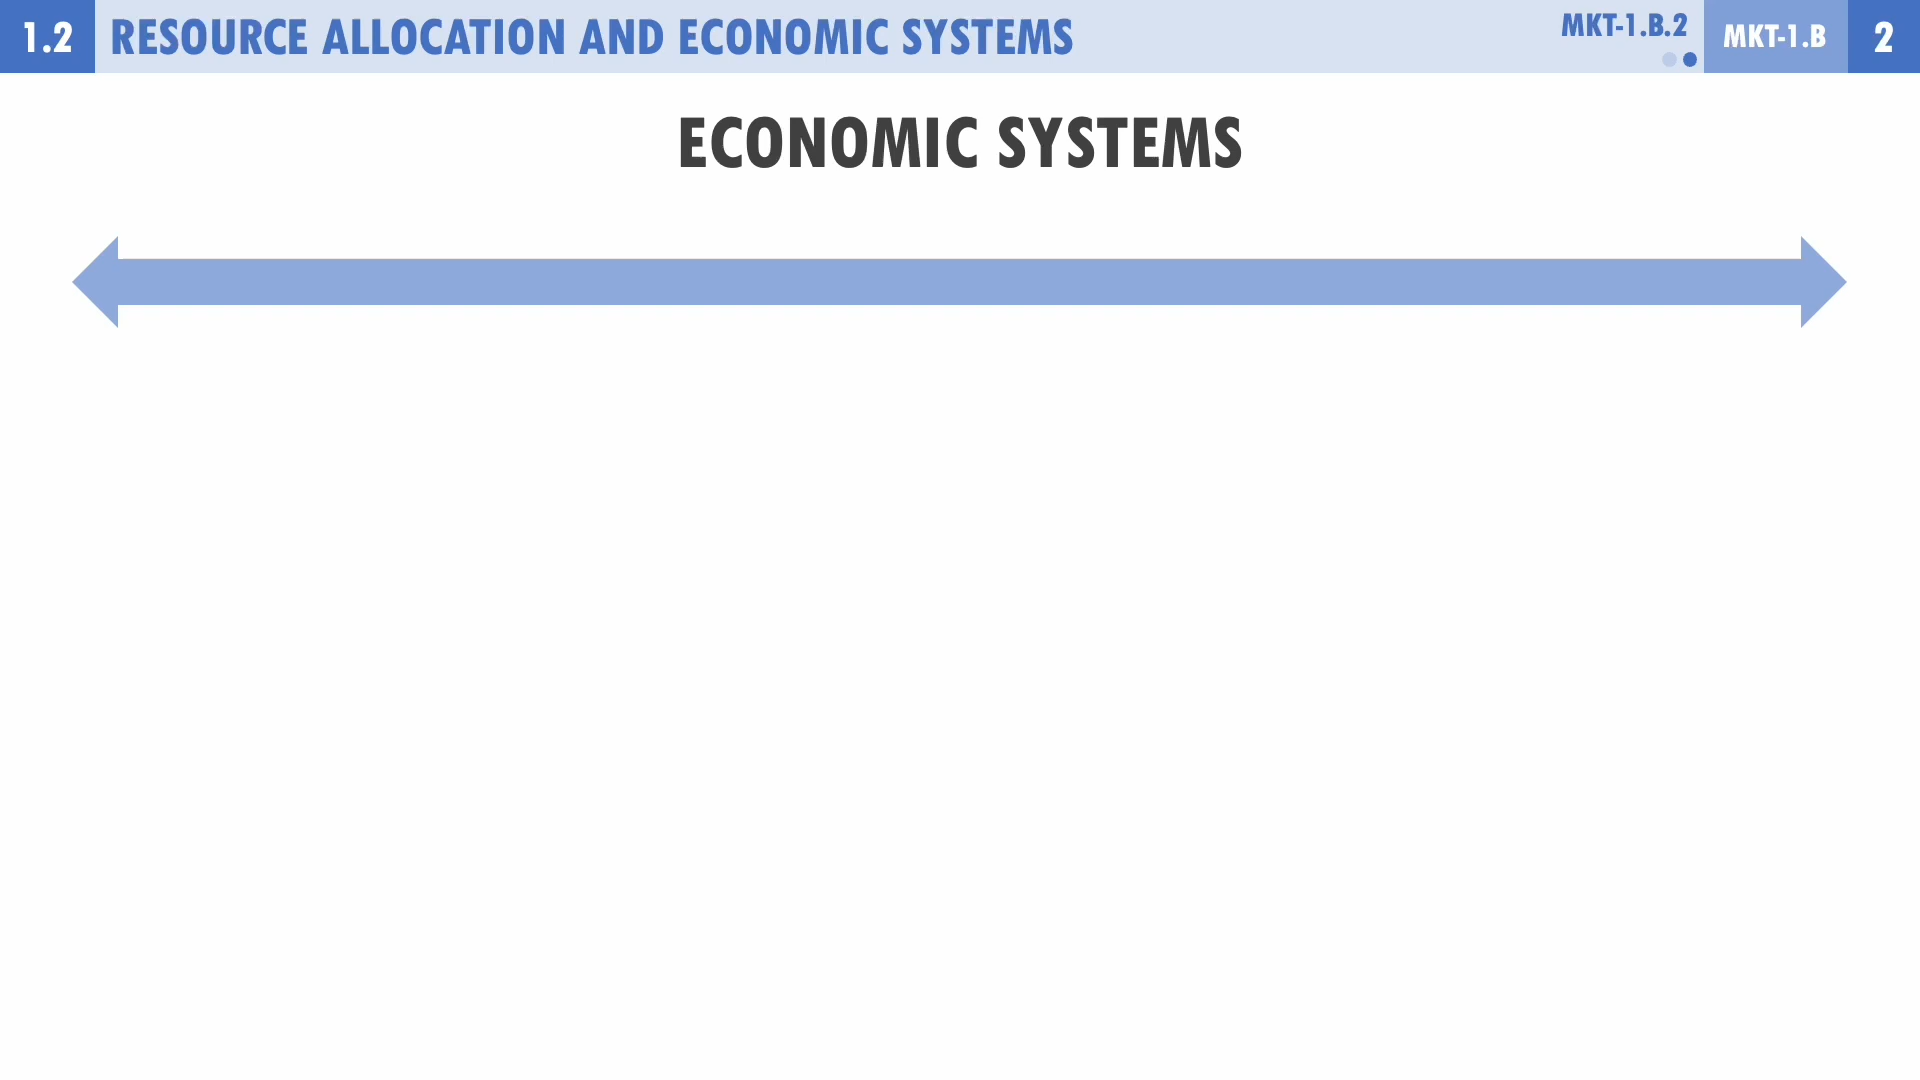 1.2
RESOURCE ALLOCATION AND ECONOMIC SYSTEMS
MKT-1.B.2
MKT-1.B
2
ECONOMIC SYSTEMS